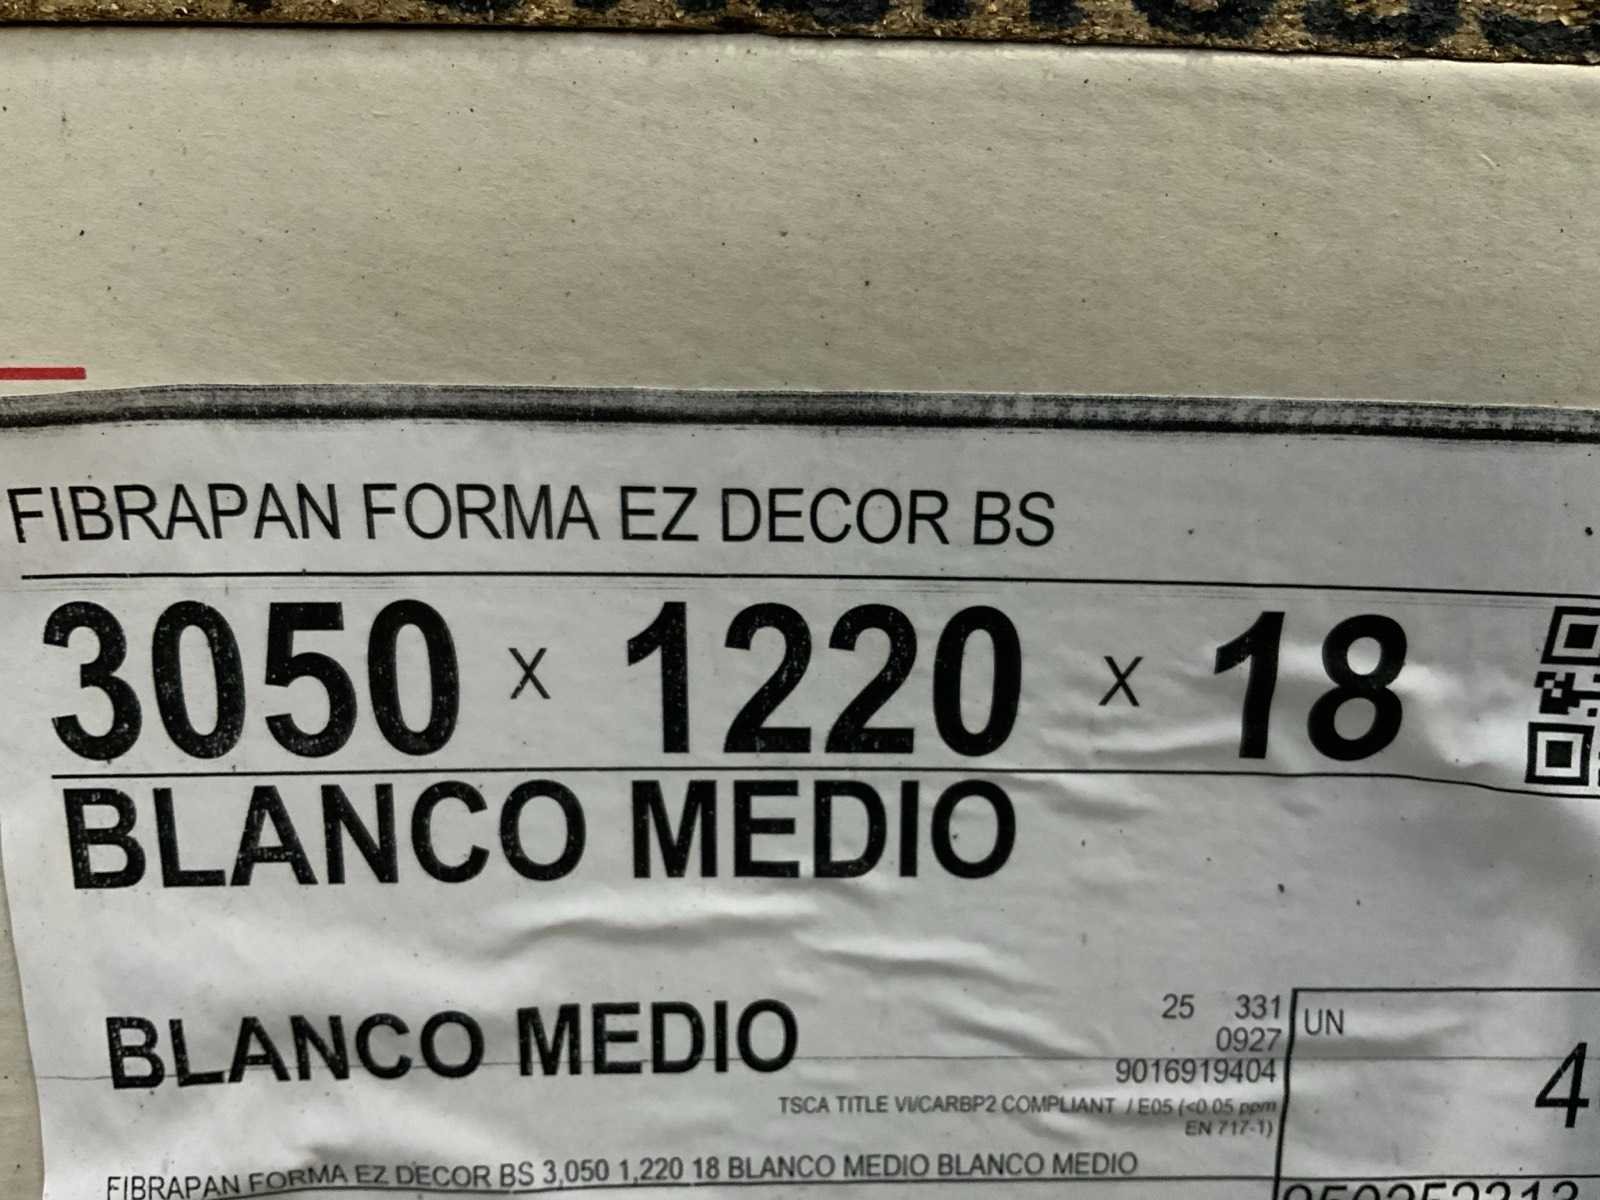 FIBRAPAN FORMA EZ DECOR BS
3050 x 1220 x 18
BLANCO MEDIO
BLANCO MEDIO
25 331
0927
9016919404
TSCA TITLE VI/CARBP2 COMPLIANT / E05 (<0.05 ppm
EN 717-1)
UN
4
FIBRAPAN FORMA EZ DECOR BS 3,050 1,220 18 BLANCO MEDIO BLANCO MEDIO